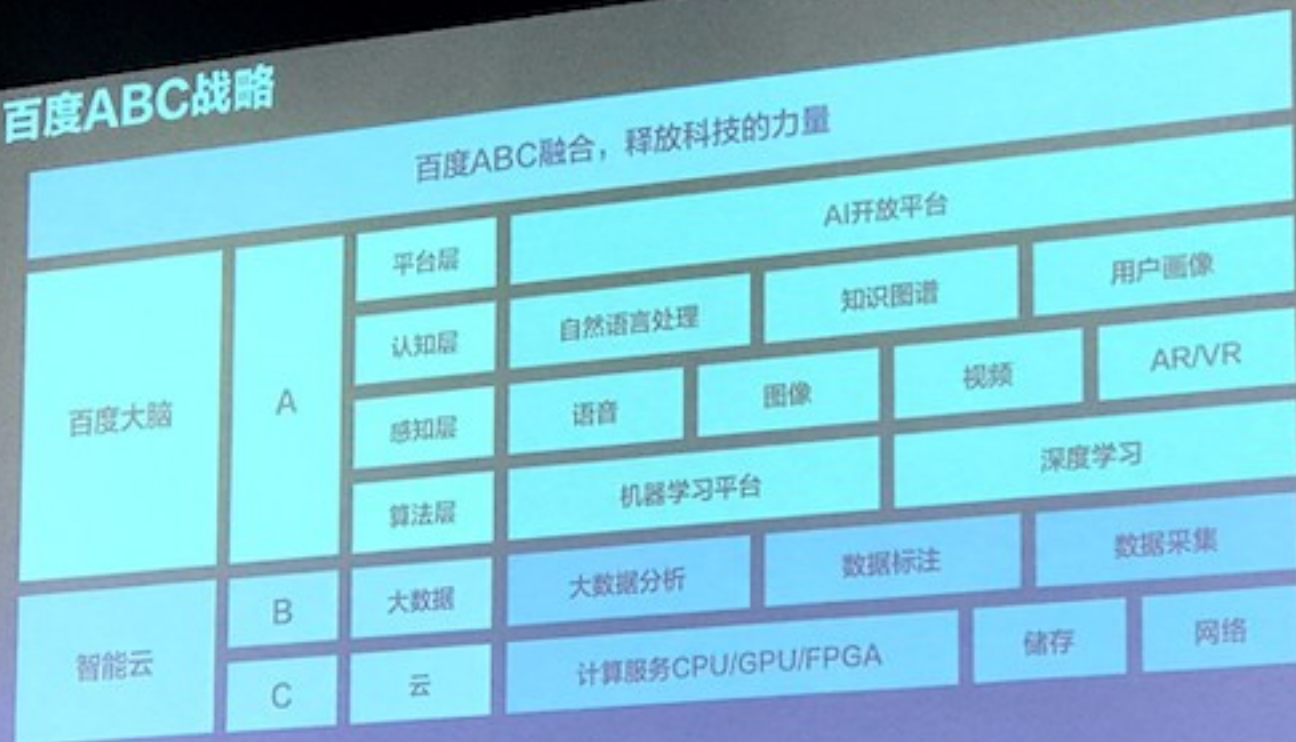 百度ABC战略
百度ABC融合，释放科技的力量
百度大脑
A
平台层
AI开放平台
认知层
自然语言处理
知识图谱
用户画像
感知层
语音
图像
视频
AR/VR
算法层
机器学习平台
深度学习
智能云
B
大数据
大数据分析
数据标注
数据采集
C
云
计算服务CPU/GPU/FPGA
储存
网络